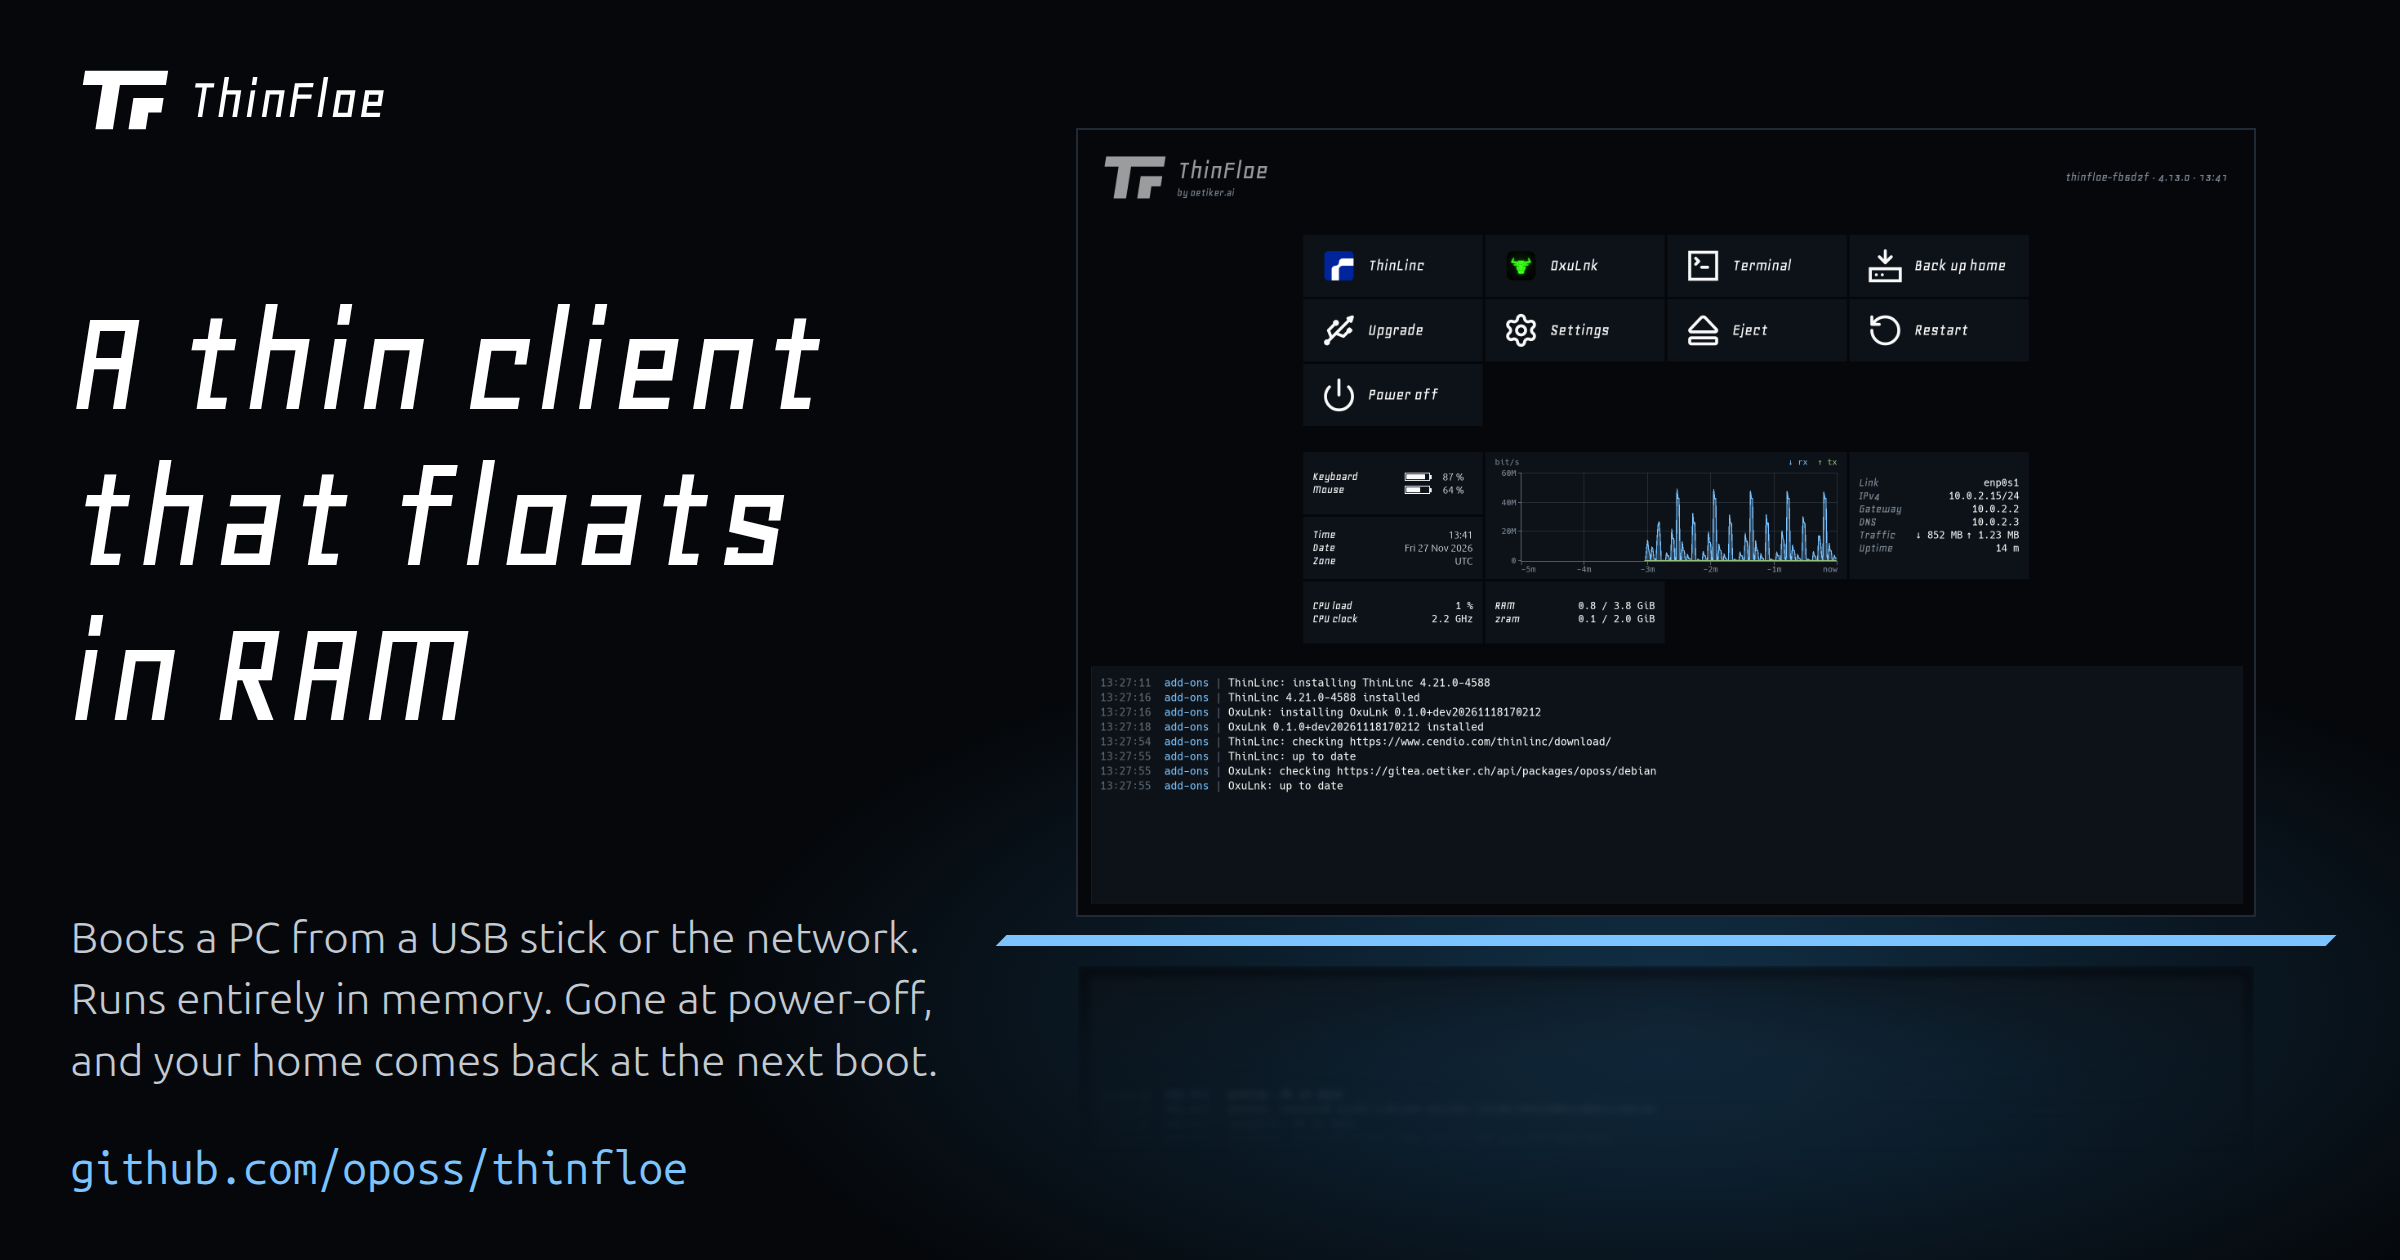 ThinFloe
A thin client
that floats
in RAM
Boots a PC from a USB stick or the network.
Runs entirely in memory. Gone at power-off,
and your home comes back at the next boot.
github.com/oposs/thinfloe
ThinFloe
by oetiker.ai
thinfloe-fb6d2f · 4.13.0 · 13:41
ThinLinc
OxuLnk
Terminal
Back up home
Upgrade
Settings
Eject
Restart
Power off
Keyboard 87 %
Mouse 64 %
Time 13:41
Date Fri 27 Nov 2026
Zone UTC
bit/s ↓ rx ↑ tx
60M
40M
20M
0
-5m -4m -3m -2m -1m now
Link enp0s1
IPv4 10.0.2.15/24
Gateway 10.0.2.2
DNS 10.0.2.3
Traffic ↓ 852 MB ↑ 1.23 MB
Uptime 14 m
CPU load 1 %
CPU clock 2.2 GHz
RAM 0.8 / 3.8 GiB
zram 0.1 / 2.0 GiB
13:27:11 add-ons | ThinLinc: installing ThinLinc 4.21.0-4588
13:27:16 add-ons | ThinLinc 4.21.0-4588 installed
13:27:16 add-ons | OxuLnk: installing OxuLnk 0.1.0+dev20261118170212
13:27:18 add-ons | OxuLnk 0.1.0+dev20261118170212 installed
13:27:54 add-ons | ThinLinc: checking https://www.cendio.com/thinlinc/download/
13:27:55 add-ons | ThinLinc: up to date
13:27:55 add-ons | OxuLnk: checking https://gitea.oetiker.ch/api/packages/oposs/debian
13:27:55 add-ons | OxuLnk: up to date